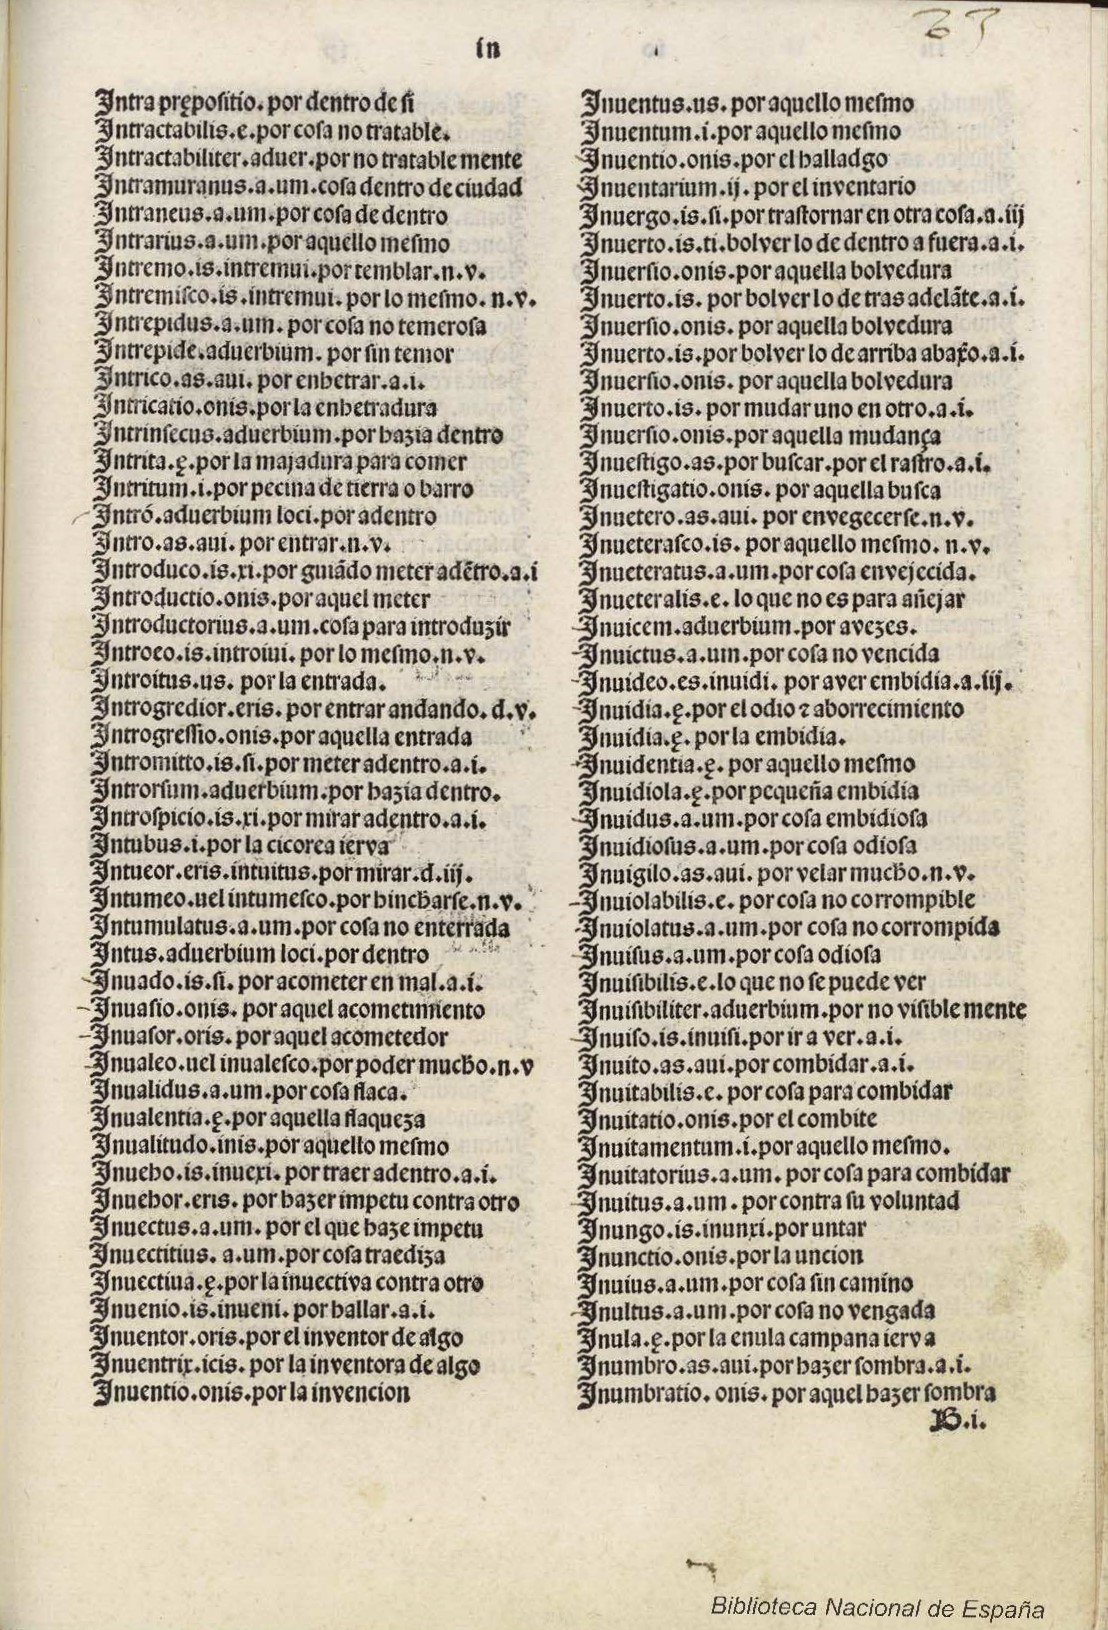 33
in
Intra prępositio. por dentro de si
Intractabilis.e.por cosa no tratable.
Intractabiliter.aduer.por no tratable mente
Intramuranus.a.um.cosa dentro de ciudad
Intraneus.a.um.por cosa de dentro
Intrarius.a.um.por aquello mesmo
Intremo.is.intremui.por temblar.n.v.
Intremisco.is.intremui. por lo mesmo. n.v.
Intrepidus.a.um. por cosa no temerosa
Intrepide.aduerbium. por sin temor
Intrico.as.aui. por enhetrar.a.i.
Intricatio.onis.por la enhetradura
Intrinsecus.aduerbium.por hazia dentro
Intrita.ę.por la majadura para comer
Intritum.i.por pecina de tierra o barro
Intró.aduerbium loci.por adentro
Intro.as.aui. por entrar.n.v.
Introduco.is.xi.por guiãdo meter adẽtro.a.i
Introductio.onis.por aquel meter
Introductorius.a.um.cosa para introduzir
Introeo.is.introiui. por lo mesmo.n.v.
Introitus.us. por la entrada.
Introgredior.eris. por entrar andando. d.v.
Introgressio.onis.por aquella entrada
Intromitto.is.si.por meter adentro.a.i.
Introrsum.aduerbium.por hazia dentro.
Introspicio.is.xi.por mirar adentro.a.i.
Intubus.i.por la cicorea ierva
Intueor.eris.intuitus.por mirar.d.iij.
Intumeo.uel intumesco.por hincharse.n.v.
Intumulatus.a.um.por cosa no enterrada
Intus.aduerbium loci.por dentro
Inuado.is.si. por acometer en mal.a.i.
Inuasio.onis. por aquel acometimiento
Inuasor.oris. por aquel acometedor
Inualeo.uel inualesco.por poder mucho.n.v
Inualidus.a.um.por cosa flaca.
Inualentia.ę.por aquella flaqueza
Inualitudo.inis.por aquello mesmo
Inueho.is.inuexi. por traer adentro.a.i.
Inuehor.eris. por hazer impetu contra otro
Inuectus.a.um. por el que haze impetu
Inuectitius. a.um.por cosa traediza
Inuectiua.ę.por la inuectiva contra otro
Inuenio.is.inueni. por hallar.a.i.
Inuentor.oris.por el inventor de algo
Inuentrix.icis. por la inventora de algo
Inuentio.onis.por la invencion
Inuentus.us. por aquello mesmo
Inuentum.i.por aquello mesmo
Inuentio.onis.por el halladgo
Inuentarium.ij. por el inventario
Inuergo.is.si.por trastornar en otra cosa.a.iij
Inuerto.is.ti.bolver lo de dentro a fuera.a.i.
Inuersio.onis.por aquella bolvedura
Inuerto.is. por bolver lo de tras adelãte.a.i.
Inuersio.onis. por aquella bolvedura
Inuerto.is.por bolver lo de arriba abaxo.a.i.
Inuersio.onis. por aquella bolvedura
Inuerto.is. por mudar uno en otro.a.i.
Inuersio.onis.por aquella mudança
Inuestigo.as.por buscar.por el rastro.a.i.
Inuestigatio.onis. por aquella busca
Inuetero.as.aui. por envegecerse.n.v.
Inueterasco.is. por aquello mesmo. n.v.
Inueteratus.a.um.por cosa envejecida.
Inueteralis.e. lo que no es para añejar
Inuicem.aduerbium.por avezes.
Inuictus.a.um.por cosa no vencida
Inuideo.es.inuidi. por aver embidia.a.iij.
Inuidia.ę.por el odio ⁊ aborrecimiento
Inuidia.ę. por la embidia.
Inuidentia.ę. por aquello mesmo
Inuidiola.ę.por pequeña embidia
Inuidus.a.um.por cosa embidiosa
Inuidiosus.a.um.por cosa odiosa
Inuigilo.as.aui. por velar mucho.n.v.
Inuiolabilis.e. por cosa no corrompible
Inuiolatus.a.um.por cosa no corrompida
Inuisus.a.um.por cosa odiosa
Inuisibilis.e.lo que no se puede ver
Inuisibiliter.aduerbium.por no visible mente
Inuiso.is.inuisi.por ir a ver.a.i.
Inuito.as.aui.por combidar.a.i.
Inuitabilis.e. por cosa para combidar
Inuitatio.onis.por el combite
Inuitamentum.i.por aquello mesmo.
Inuitatorius.a.um. por cosa para combidar
Inuitus.a.um. por contra su voluntad
Inungo.is.inunxi.por untar
Inunctio.onis.por la uncion
Inuius.a.um.por cosa sin camino
Inultus.a.um.por cosa no vengada
Inula.ę.por la enula campana ierva
Inumbro.as.aui.por hazer sombra.a.i.
Inumbratio. onis. por aquel hazer sombra
B.i.
Biblioteca Nacional de España